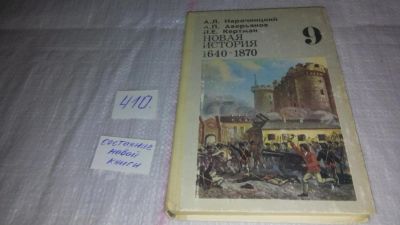 А. Л. Нарочницкий
А. П. Аверьянов
Л. Е. Кертман
НОВАЯ
ИСТОРИЯ
1640-1870
9
410.
состояние
новой
книги